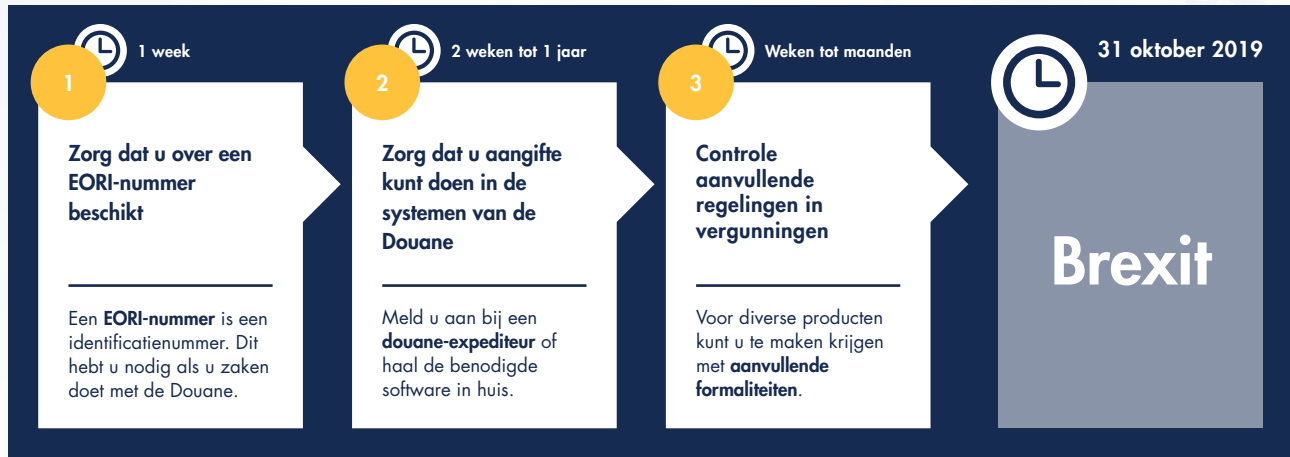 1 week
1
Zorg dat u over een
EORI-nummer
beschikt
Een EORI-nummer is een
identificatienummer. Dit
hebt u nodig als u zaken
doet met de Douane.
2 weken tot 1 jaar
2
Zorg dat u aangifte
kunt doen in de
systemen van de
Douane
Meld u aan bij een
douane-expediteur of
haal de benodigde
software in huis.
Weken tot maanden
3
Controle
aanvullende
regelingen in
vergunningen
Voor diverse producten
kunt u te maken krijgen
met aanvullende
formaliteiten.
31 oktober 2019
Brexit